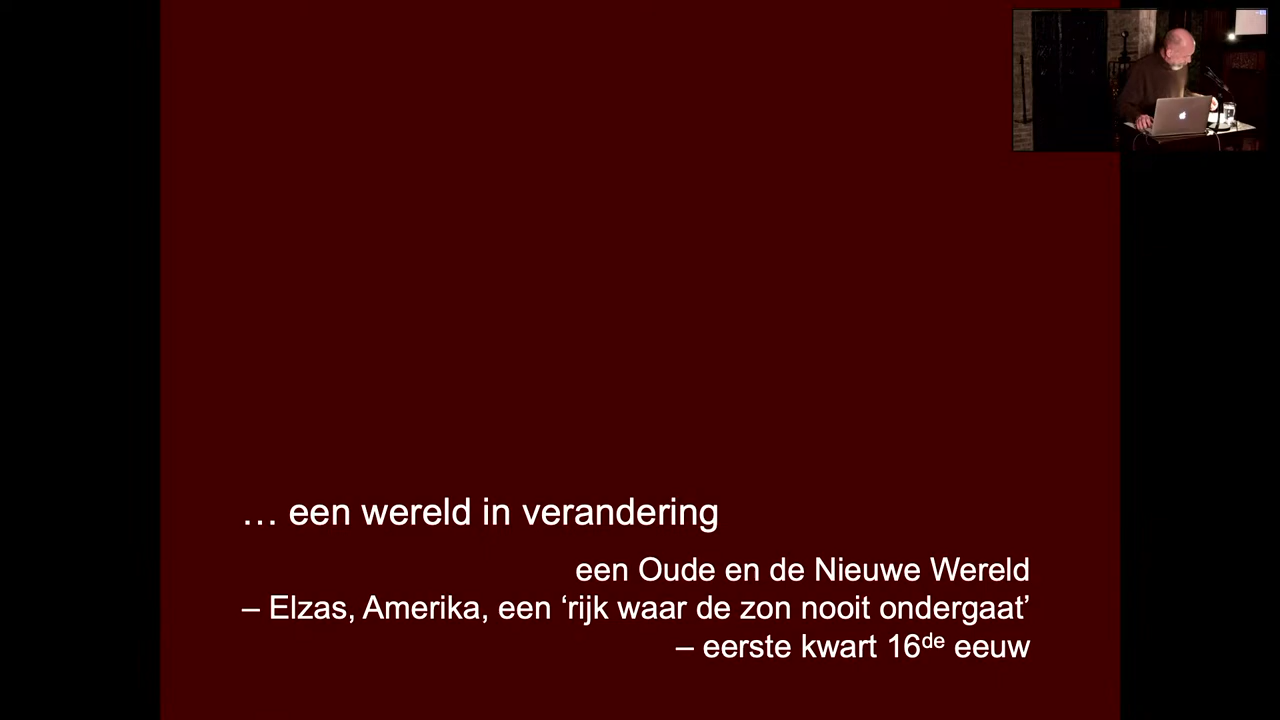 … een wereld in verandering
een Oude en de Nieuwe Wereld
– Elzas, Amerika, een ‘rijk waar de zon nooit ondergaat’
– eerste kwart 16de eeuw